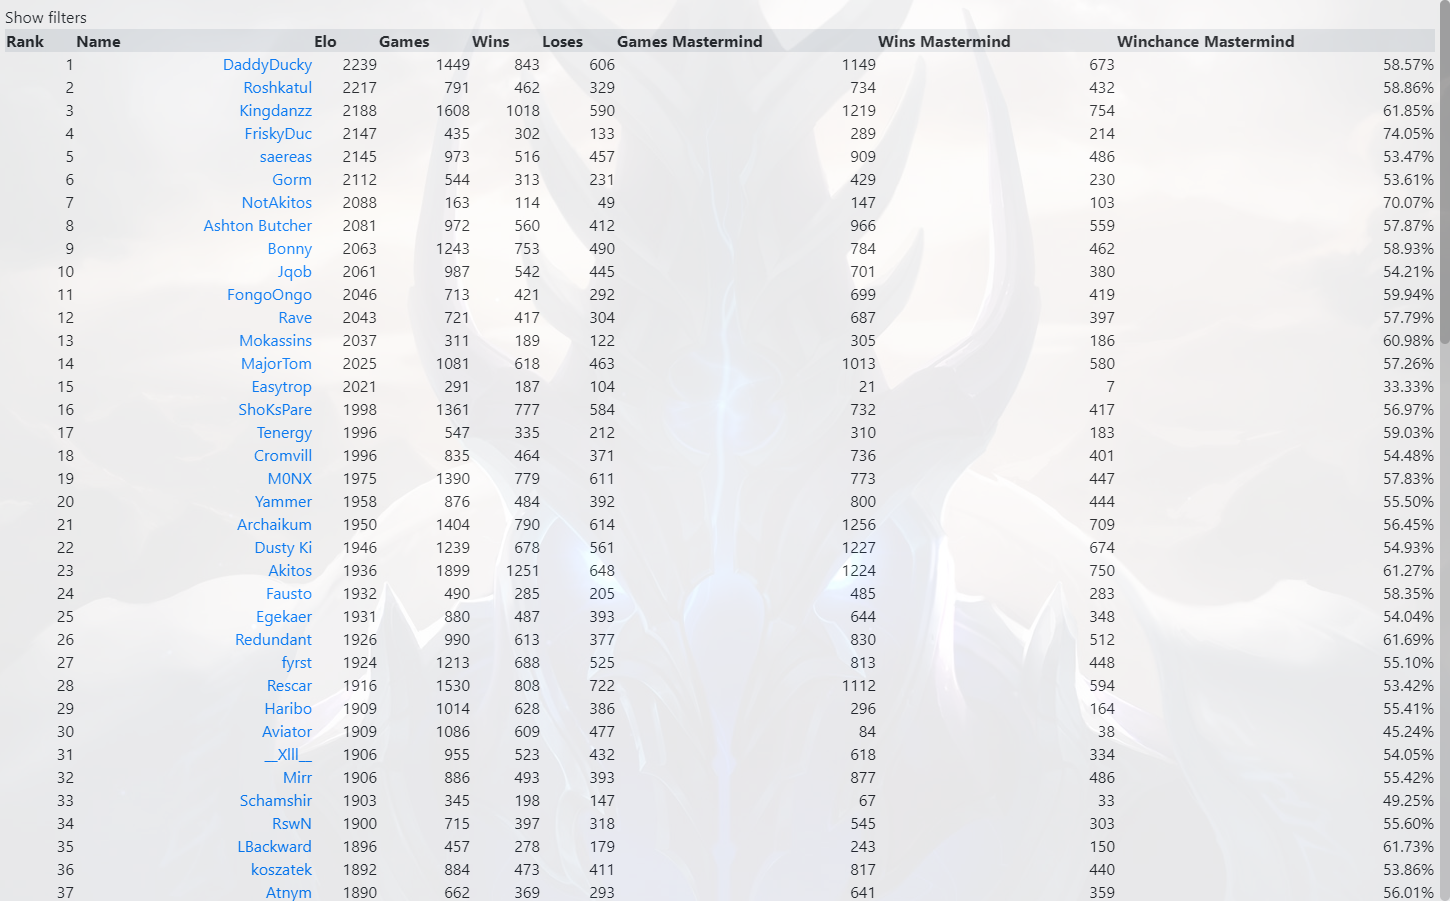 Show filters
Rank Name Elo Games Wins Loses Games Mastermind Wins Mastermind Winchance Mastermind
1 DaddyDucky 2239 1449 843 606 1149 673 58.57%
2 Roshkatul 2217 791 462 329 734 432 58.86%
3 Kingdanzz 2188 1608 1018 590 1219 754 61.85%
4 FriskyDuc 2147 435 302 133 289 214 74.05%
5 saereas 2145 973 516 457 909 486 53.47%
6 Gorm 2112 544 313 231 429 230 53.61%
7 NotAkitos 2088 163 114 49 147 103 70.07%
8 Ashton Butcher 2081 972 560 412 966 559 57.87%
9 Bonny 2063 1243 753 490 784 462 58.93%
10 Jqob 2061 987 542 445 701 380 54.21%
11 FongoOngo 2046 713 421 292 699 419 59.94%
12 Rave 2043 721 417 304 687 397 57.79%
13 Mokassins 2037 311 189 122 305 186 60.98%
14 MajorTom 2025 1081 618 463 1013 580 57.26%
15 Easytrop 2021 291 187 104 21 7 33.33%
16 ShoKsPare 1998 1361 777 584 732 417 56.97%
17 Tenergy 1996 547 335 212 310 183 59.03%
18 Cromvill 1996 835 464 371 736 401 54.48%
19 M0NX 1975 1390 779 611 773 447 57.83%
20 Yammer 1958 876 484 392 800 444 55.50%
21 Archaikum 1950 1404 790 614 1256 709 56.45%
22 Dusty Ki 1946 1239 678 561 1227 674 54.93%
23 Akitos 1936 1899 1251 648 1224 750 61.27%
24 Fausto 1932 490 285 205 485 283 58.35%
25 Egekaer 1931 880 487 393 644 348 54.04%
26 Redundant 1926 990 613 377 830 512 61.69%
27 fyrst 1924 1213 688 525 813 448 55.10%
28 Rescar 1916 1530 808 722 1112 594 53.42%
29 Haribo 1909 1014 628 386 296 164 55.41%
30 Aviator 1909 1086 609 477 84 38 45.24%
31 __Xlll__ 1906 955 523 432 618 334 54.05%
32 Mirr 1906 886 493 393 877 486 55.42%
33 Schamshir 1903 345 198 147 67 33 49.25%
34 RswN 1900 715 397 318 545 303 55.60%
35 LBackward 1896 457 278 179 243 150 61.73%
36 koszatek 1892 884 473 411 817 440 53.86%
37 Atnym 1890 662 369 293 641 359 56.01%